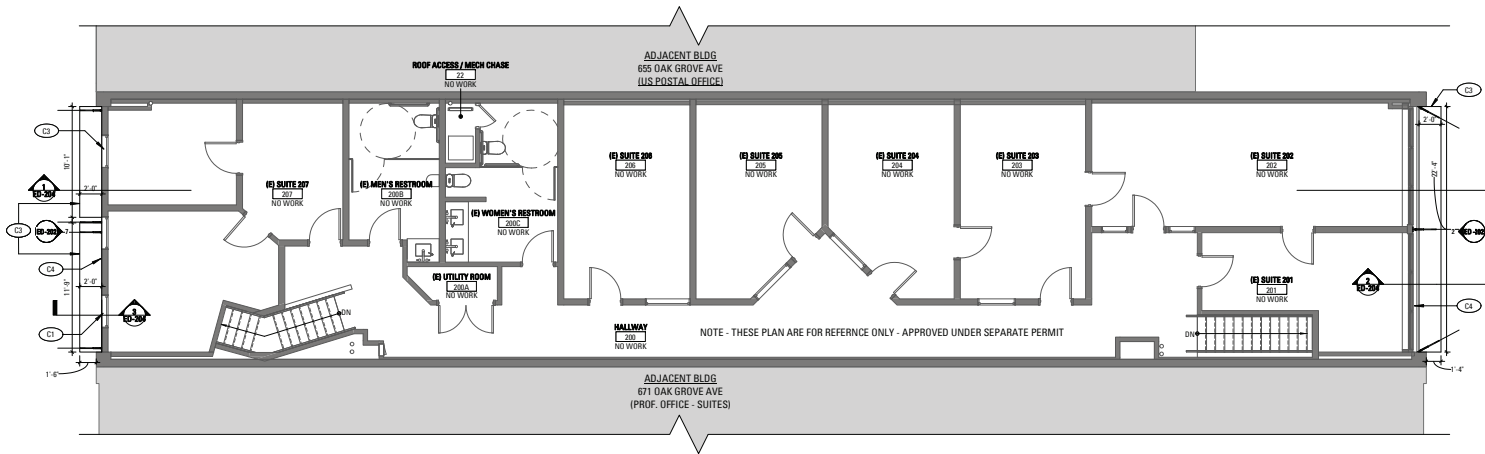 ADJACENT BLDG
655 OAK GROVE AVE
(US POSTAL OFFICE)
ROOF ACCESS / MECH CHASE
22
NO WORK
C3
2'-0"
C3
10'-1"
1
ED-204
2'-0"
C3
ED-202
C4
2'-0"
11'-9"
C1
3
ED-204
1'-6"
(E) SUITE 207
207
NO WORK
(E) MEN'S RESTROOM
200B
NO WORK
(E) WOMEN'S RESTROOM
200C
NO WORK
(E) UTILITY ROOM
200A
NO WORK
(E) SUITE 206
206
NO WORK
(E) SUITE 205
205
NO WORK
(E) SUITE 204
204
NO WORK
(E) SUITE 203
203
NO WORK
(E) SUITE 202
202
NO WORK
(E) SUITE 201
201
NO WORK
22'-4"
2"
ED-202
2
ED-204
C4
1'-4"
DN
DN
HALLWAY
200
NO WORK
NOTE - THESE PLAN ARE FOR REFERNCE ONLY - APPROVED UNDER SEPARATE PERMIT
ADJACENT BLDG
671 OAK GROVE AVE
(PROF. OFFICE - SUITES)